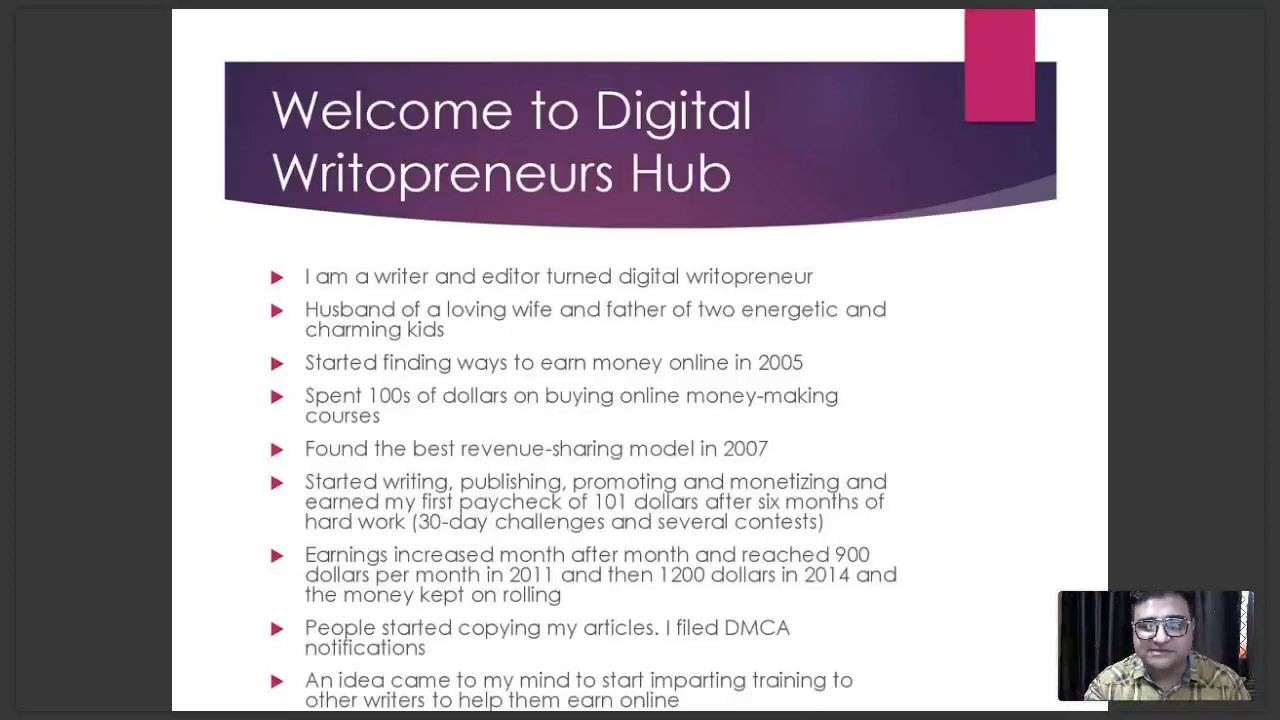 Welcome to Digital
Writopreneurs Hub
I am a writer and editor turned digital writopreneur
Husband of a loving wife and father of two energetic and
charming kids
Started finding ways to earn money online in 2005
Spent 100s of dollars on buying online money-making
courses
Found the best revenue-sharing model in 2007
Started writing, publishing, promoting and monetizing and
earned my first paycheck of 101 dollars after six months of
hard work (30-day challenges and several contests)
Earnings increased month after month and reached 900
dollars per month in 2011 and then 1200 dollars in 2014 and
the money kept on rolling
People started copying my articles. I filed DMCA
notifications
An idea came to my mind to start imparting training to
other writers to help them earn online